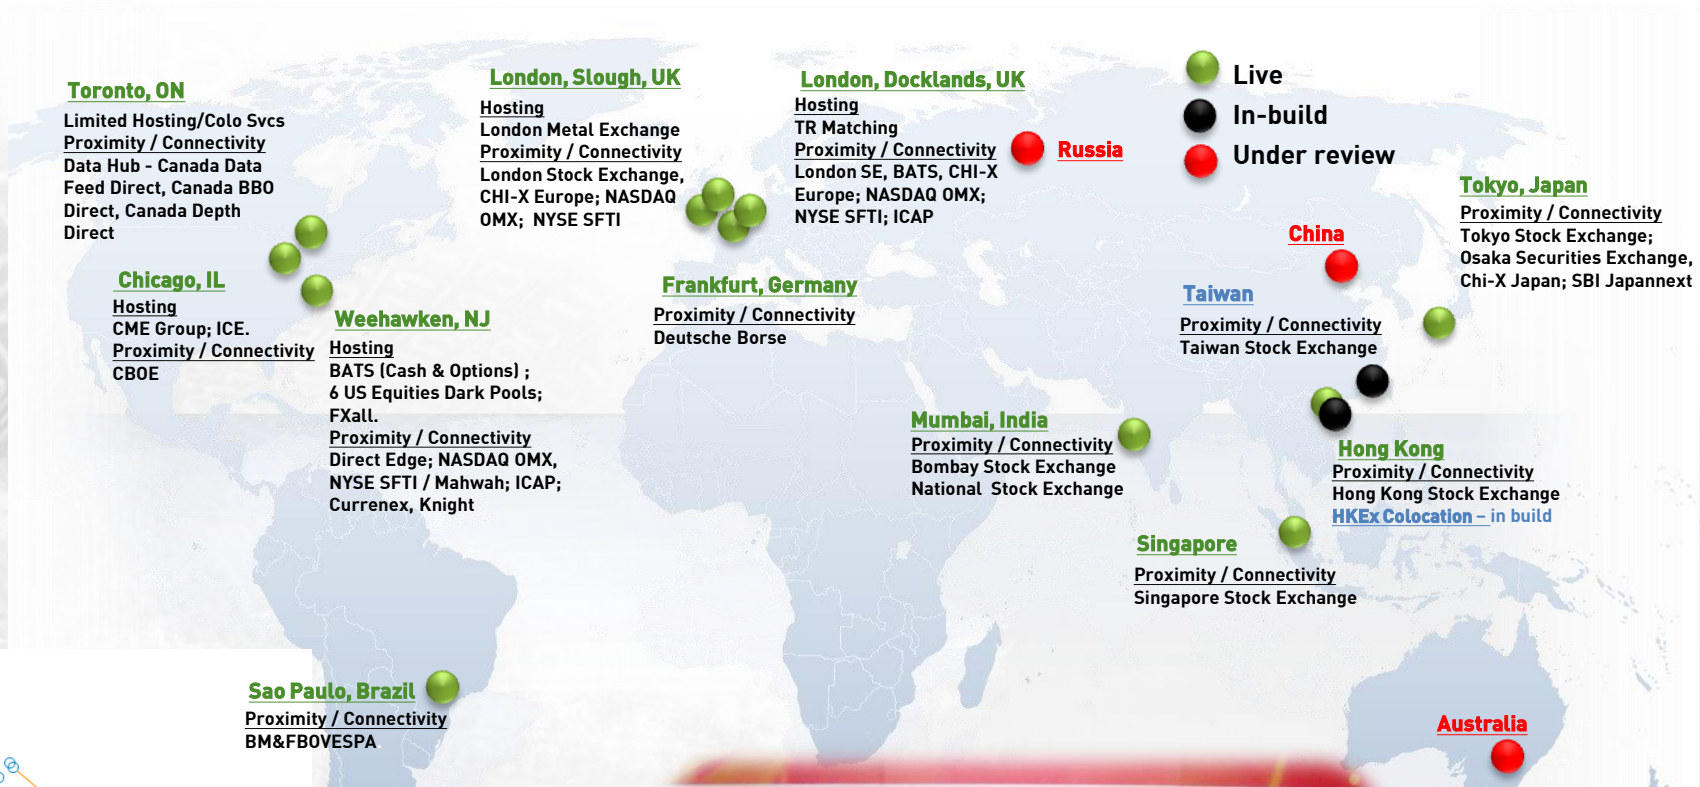 Toronto, ON
Limited Hosting/Colo Svcs
Proximity / Connectivity
Data Hub - Canada Data
Feed Direct, Canada BBO
Direct, Canada Depth
Direct
Chicago, IL
Hosting
CME Group; ICE.
Proximity / Connectivity
CBOE
Weehawken, NJ
Hosting
BATS (Cash & Options) ;
6 US Equities Dark Pools;
FXall.
Proximity / Connectivity
Direct Edge; NASDAQ OMX,
NYSE SFTI / Mahwah; ICAP;
Currenex, Knight
Sao Paulo, Brazil
Proximity / Connectivity
BM&FBOVESPA
London, Slough, UK
Hosting
London Metal Exchange
Proximity / Connectivity
London Stock Exchange,
CHI-X Europe; NASDAQ
OMX; NYSE SFTI
London, Docklands, UK
Hosting
TR Matching
Proximity / Connectivity
London SE, BATS, CHI-X
Europe; NASDAQ OMX;
NYSE SFTI; ICAP
Frankfurt, Germany
Proximity / Connectivity
Deutsche Borse
Live
In-build
Under review
Russia
China
Tokyo, Japan
Proximity / Connectivity
Tokyo Stock Exchange;
Osaka Securities Exchange,
Chi-X Japan; SBI Japannext
Taiwan
Proximity / Connectivity
Taiwan Stock Exchange
Mumbai, India
Proximity / Connectivity
Bombay Stock Exchange
National Stock Exchange
Hong Kong
Proximity / Connectivity
Hong Kong Stock Exchange
HKEx Colocation – in build
Singapore
Proximity / Connectivity
Singapore Stock Exchange
Australia